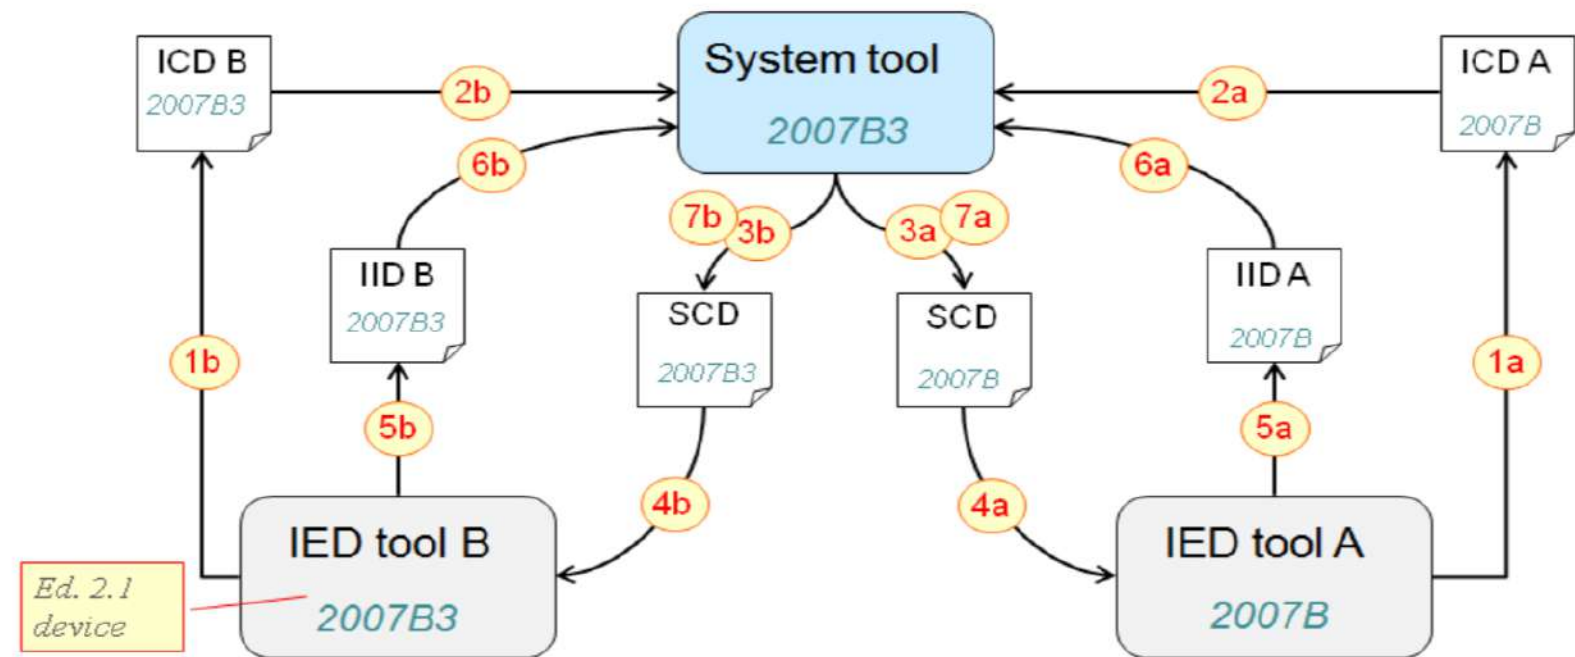 ICD B
2007B3
2b
System tool
2007B3
2a
ICD A
2007B
6b
6a
7b
3b
3a
7a
IID B
2007B3
SCD
2007B3
SCD
2007B
IID A
2007B
1b
1a
5b
5a
4b
4a
IED tool B
2007B3
IED tool A
2007B
Ed. 2.1
device